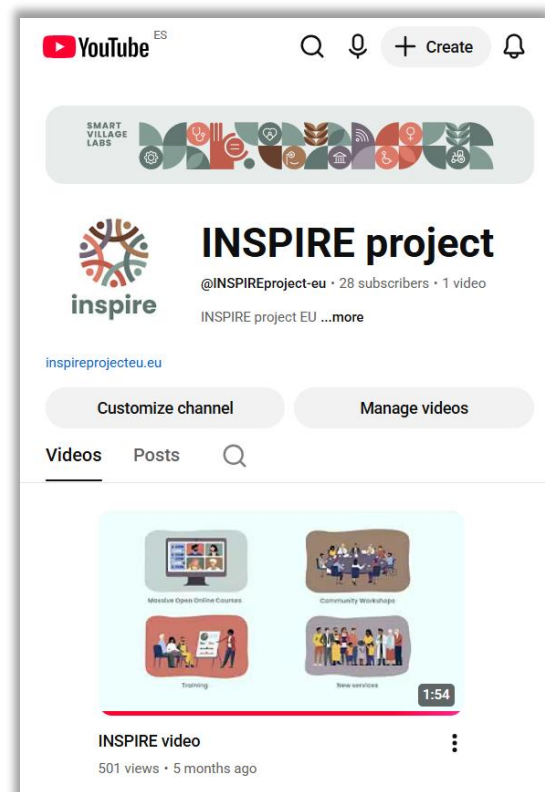 YouTube ES
Create
SMART
VILLAGE
LABS
INSPIRE project
@INSPIREproject-eu • 28 subscribers • 1 video
inspire
INSPIRE project EU ...more
inspireprojecteu.eu
Customize channel
Manage videos
Videos
Posts
Massive Open Online Courses
Community Workshops
Training
New services
1:54
INSPIRE video
501 views • 5 months ago